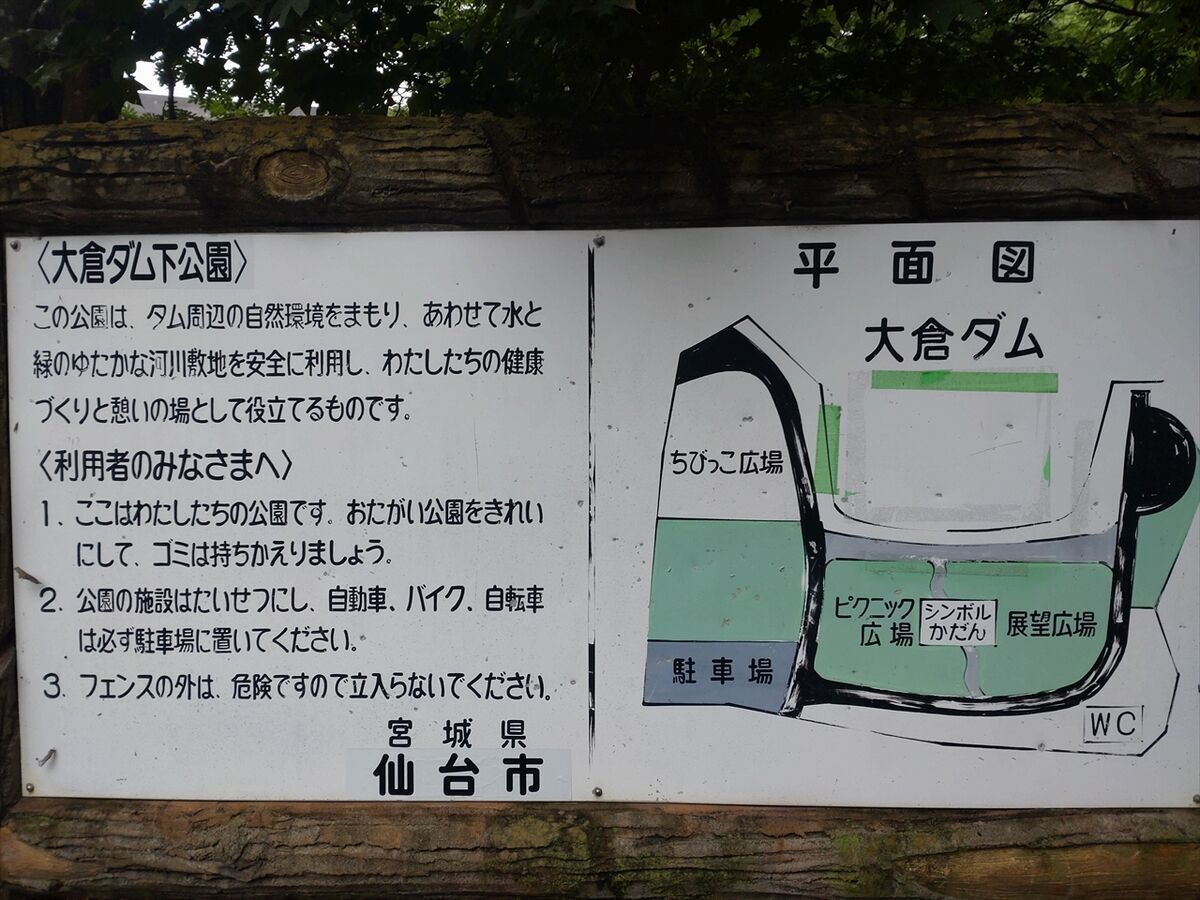 〈大倉ダム下公園〉
この公園は、タム周辺の自然環境をまもり、あわせて水と
緑のゆたかな河川敷地を安全に利用し、わたしたちの健康
づくりと憩いの場として役立てるものです。
〈利用者のみなさまへ〉
1. ここはわたしたちの公園です。おたがい公園をきれい
にして、ゴミは持ちかえりましょう。
2. 公園の施設はたいせつにし、自動車、バイク、自転車
は必ず駐車場に置いてください。
3. フェンスの外は、危険ですので立入らないでください。
宮城県
仙台市
平面図
大倉ダム
ちびっこ広場
ピクニック
広場
シンボル
かだん
展望広場
駐車場
WC